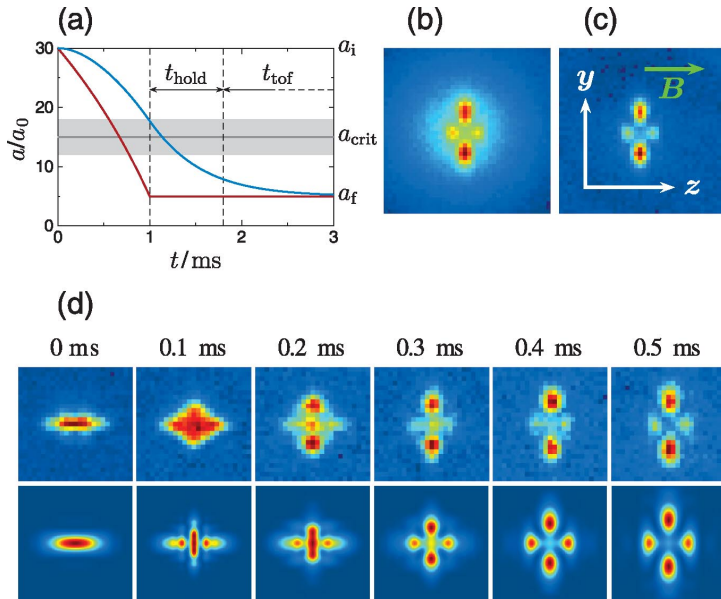 (a)
30
20
10
0
a/a₀
0 1 2 3
t/ms
t_hold
t_tof
a_i
a_crit
a_f
(b)
(c)
y
B
z
(d)
0 ms 0.1 ms 0.2 ms 0.3 ms 0.4 ms 0.5 ms